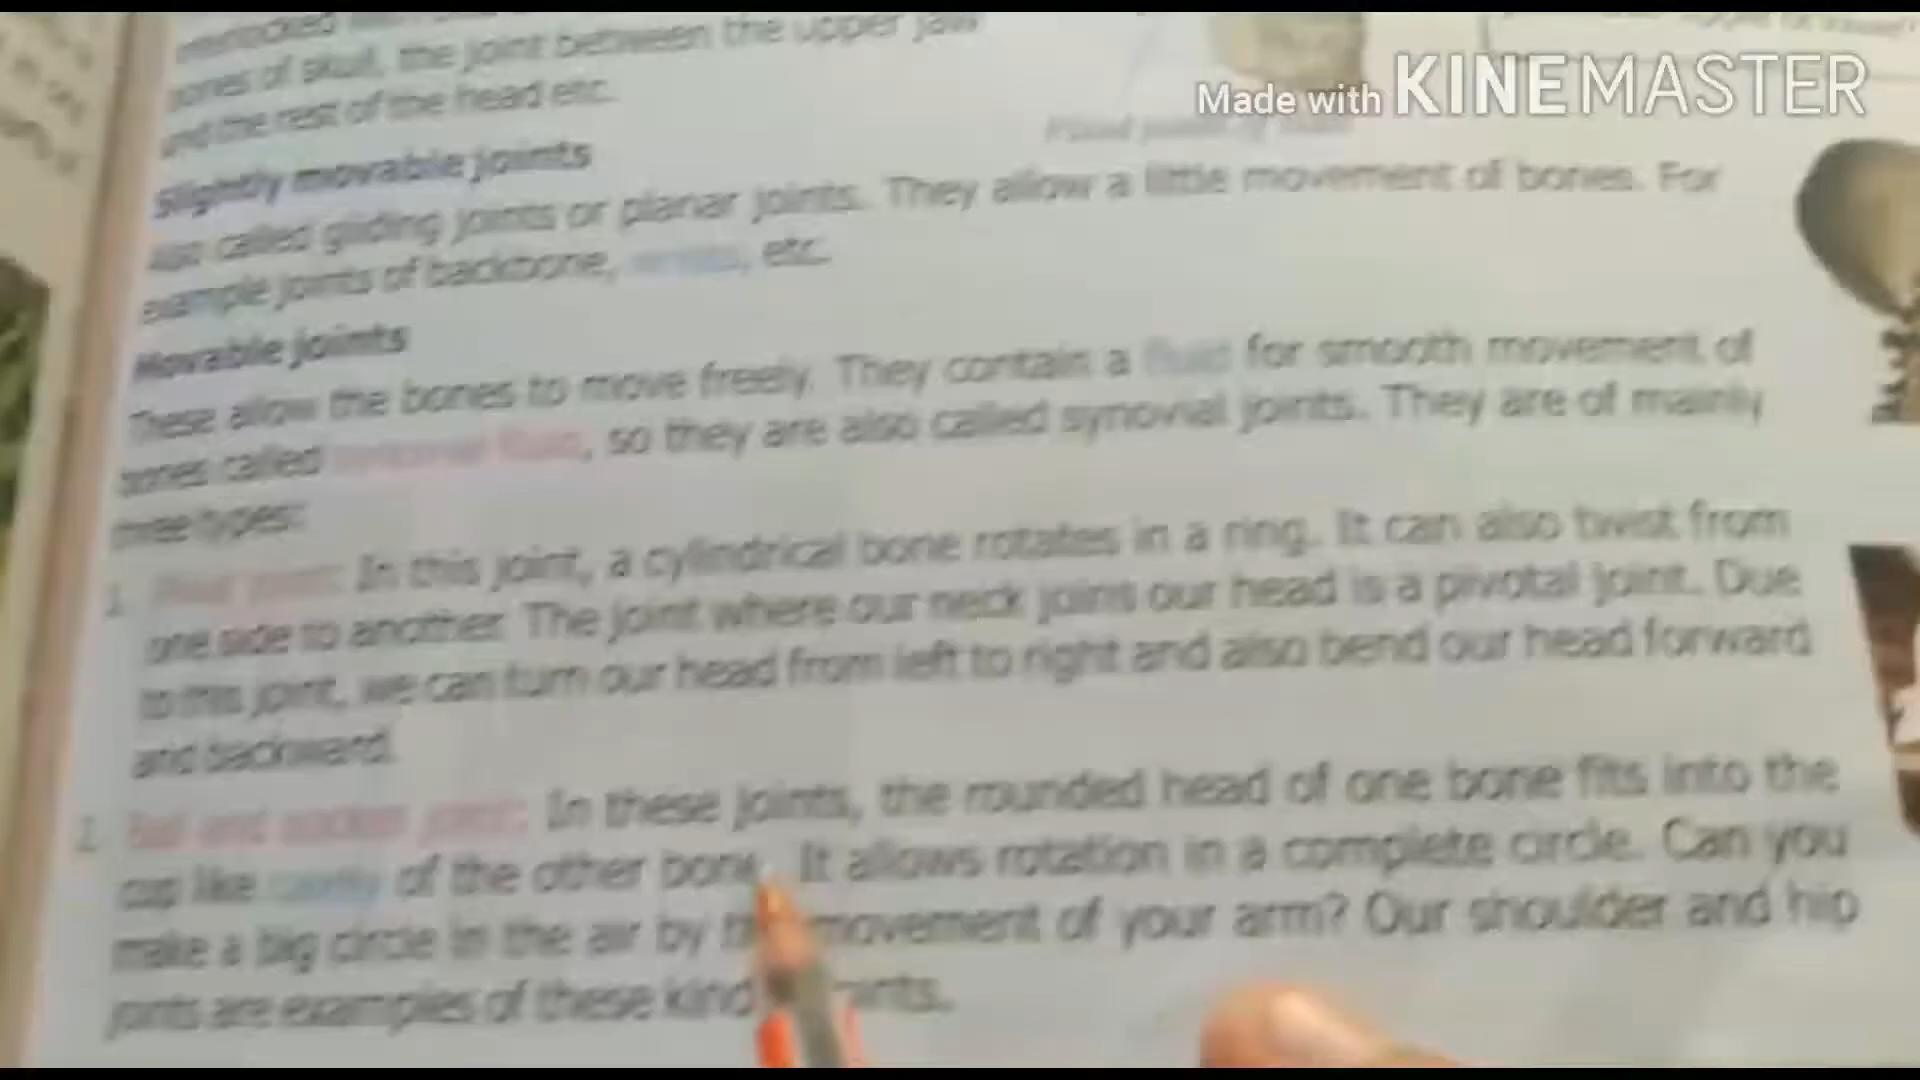 Made with KINEMASTER
bones of skull, the joint between the upper jaw
and the rest of the head etc.
Slightly movable joints
Also called gliding joints or planar joints. They allow a little movement of bones. For
example joints of backbone, etc.
Movable joints
These allow the bones to move freely. They contain a fluid for smooth movement of
bones called fluid, so they are also called synovial joints. They are of mainly
three types:
1. joint: In this joint, a cylindrical bone rotates in a ring. It can also twist from
one side to another. The joint where our neck joins our head is a pivotal joint. Due
to this joint, we can turn our head from left to right and also bend our head forward
and backward.
2. Ball and socket joint: In these joints, the rounded head of one bone fits into the
cup like cavity of the other bone. It allows rotation in a complete circle. Can you
make a big circle in the air by movement of your arm? Our shoulder and hip
joints are examples of these kind